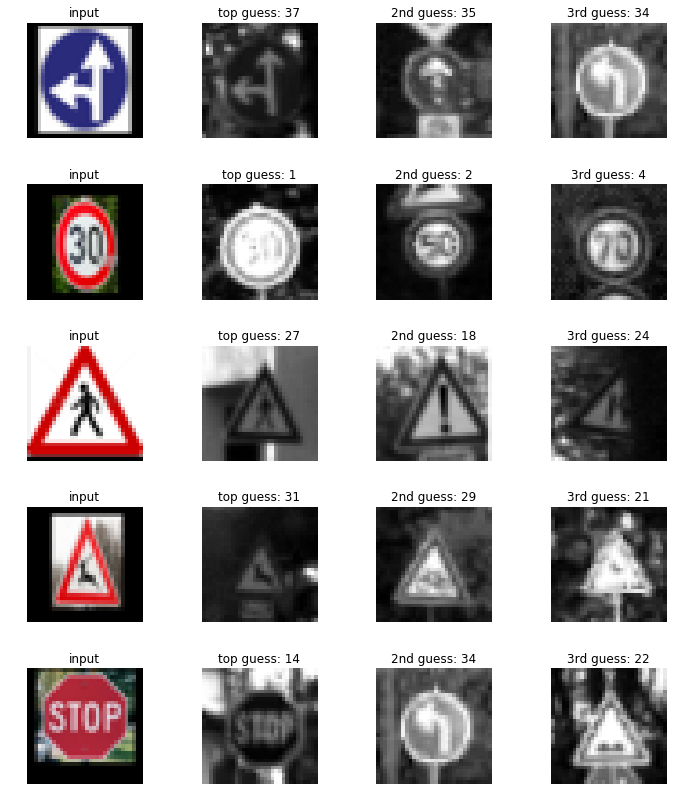 input top guess: 37 2nd guess: 35 3rd guess: 34
input top guess: 1 2nd guess: 2 3rd guess: 4
30 30 50 70
input top guess: 27 2nd guess: 18 3rd guess: 24
input top guess: 31 2nd guess: 29 3rd guess: 21
input top guess: 14 2nd guess: 34 3rd guess: 22
STOP STOP